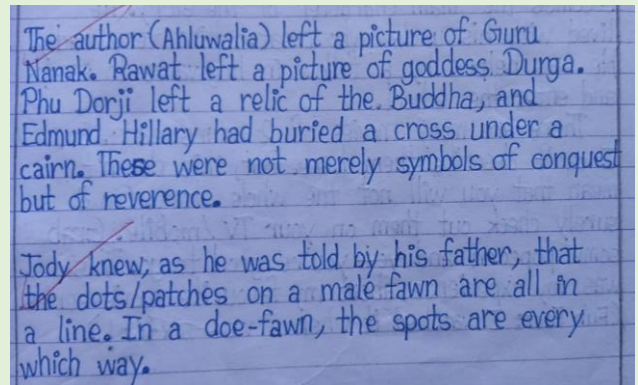 The author (Ahluwalia) left a picture of Guru
Nanak. Rawat left a picture of goddess Durga.
Phu Dorji left a relic of the. Buddha, and
Edmund Hillary had buried a cross under a
cairn. These were not merely symbols of conquest
but of reverence.
Jody knew, as he was told by his father, that
the dots/patches on a male fawn are all in
a line. In a doe-fawn, the spots are every
which way.